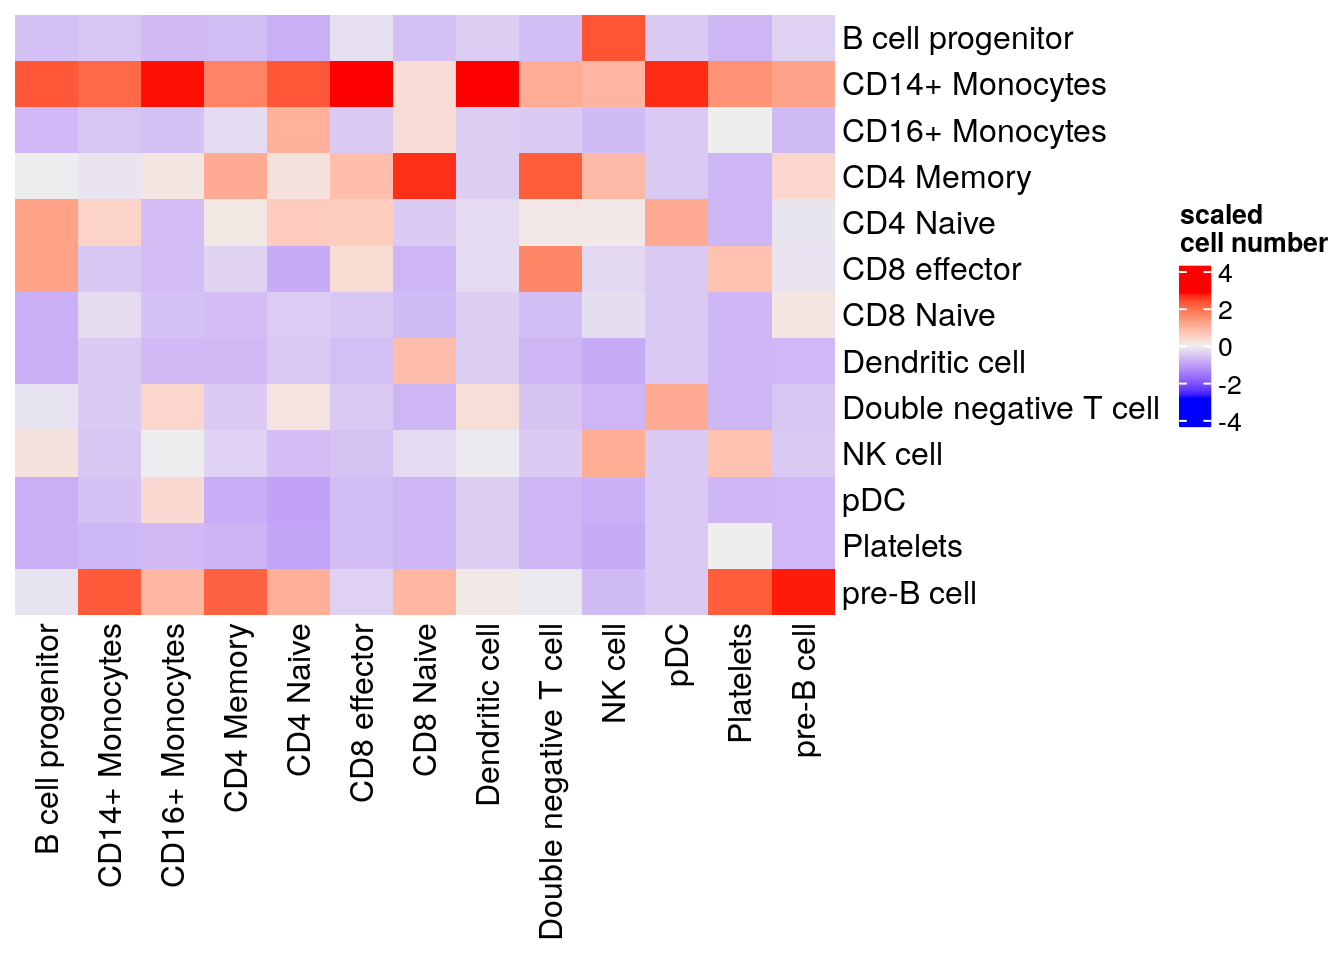 B cell progenitor
CD14+ Monocytes
CD16+ Monocytes
CD4 Memory
CD4 Naive
CD8 effector
CD8 Naive
Dendritic cell
Double negative T cell
NK cell
pDC
Platelets
pre-B cell
scaled
cell number
4
2
0
-2
-4
B cell progenitor
CD14+ Monocytes
CD16+ Monocytes
CD4 Memory
CD4 Naive
CD8 effector
CD8 Naive
Dendritic cell
Double negative T cell
NK cell
pDC
Platelets
pre-B cell